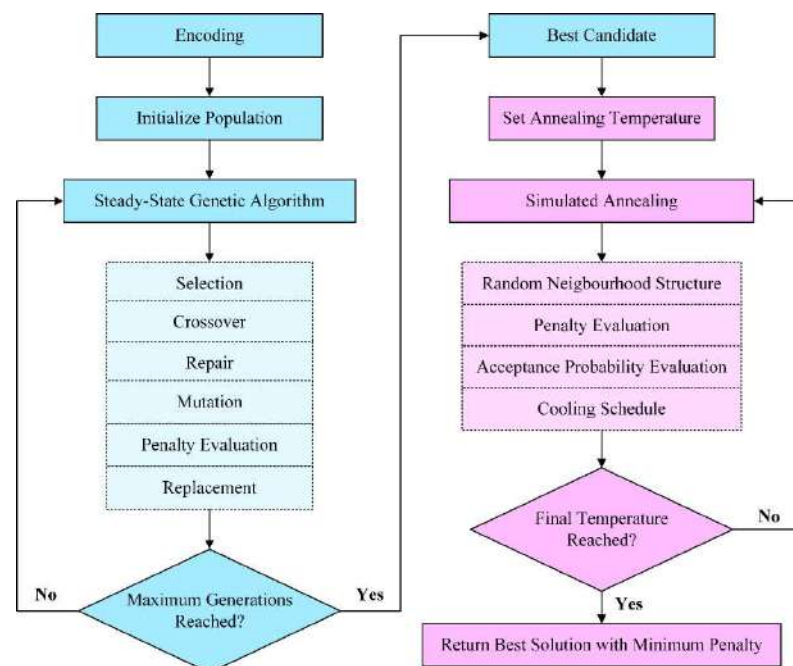 Encoding
Initialize Population
Steady-State Genetic Algorithm
Selection
Crossover
Repair
Mutation
Penalty Evaluation
Replacement
Maximum Generations
Reached?
No
Yes
Best Candidate
Set Annealing Temperature
Simulated Annealing
Random Neigbourhood Structure
Penalty Evaluation
Acceptance Probability Evaluation
Cooling Schedule
Final Temperature
Reached?
No
Yes
Return Best Solution with Minimum Penalty